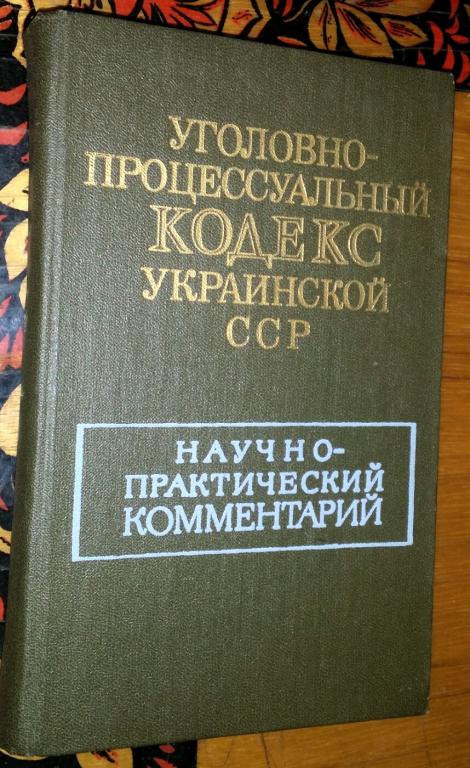 УГОЛОВНО-
ПРОЦЕССУАЛЬНЫЙ
КОДЕКС
УКРАИНСКОЙ
ССР
НАУЧНО-
ПРАКТИЧЕСКИЙ
КОММЕНТАРИЙ